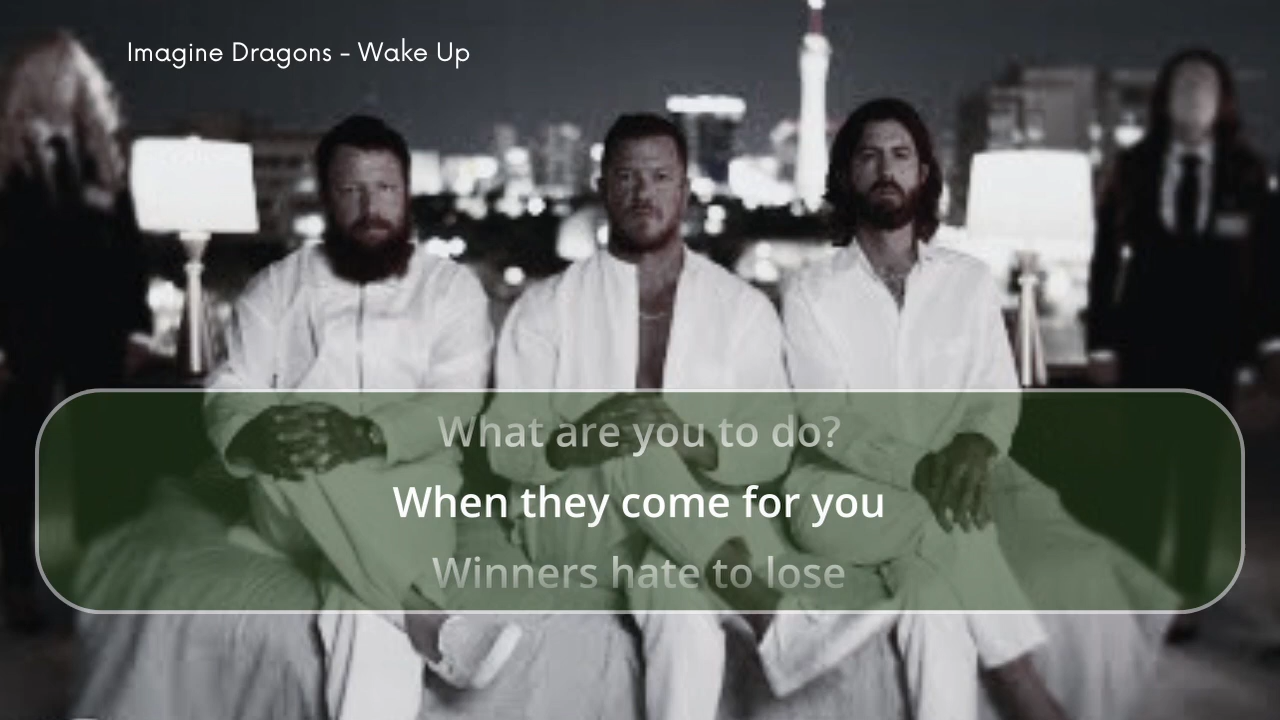 Imagine Dragons - Wake Up
What are you to do?
When they come for you
Winners hate to lose